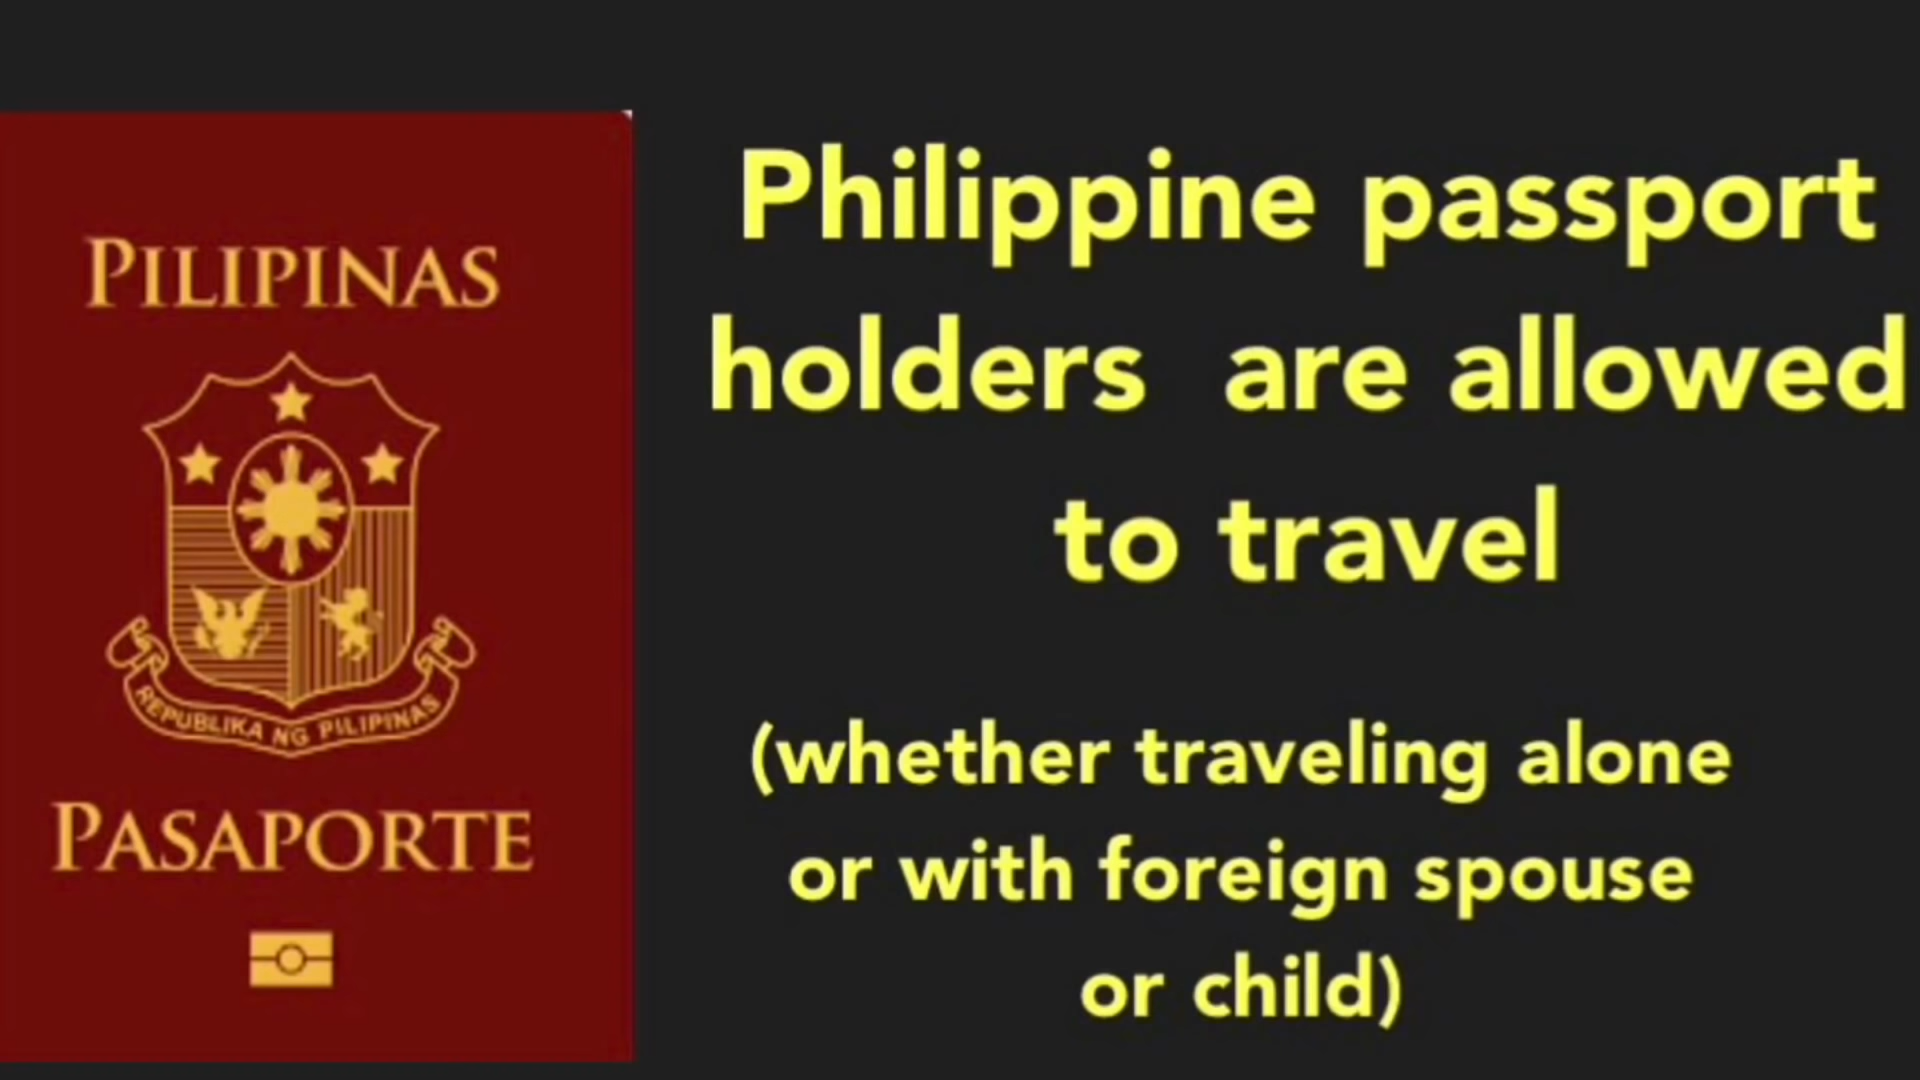 PILIPINAS
REPUBLIKA NG PILIPINAS
PASAPORTE
Philippine passport
holders are allowed
to travel
(whether traveling alone
or with foreign spouse
or child)